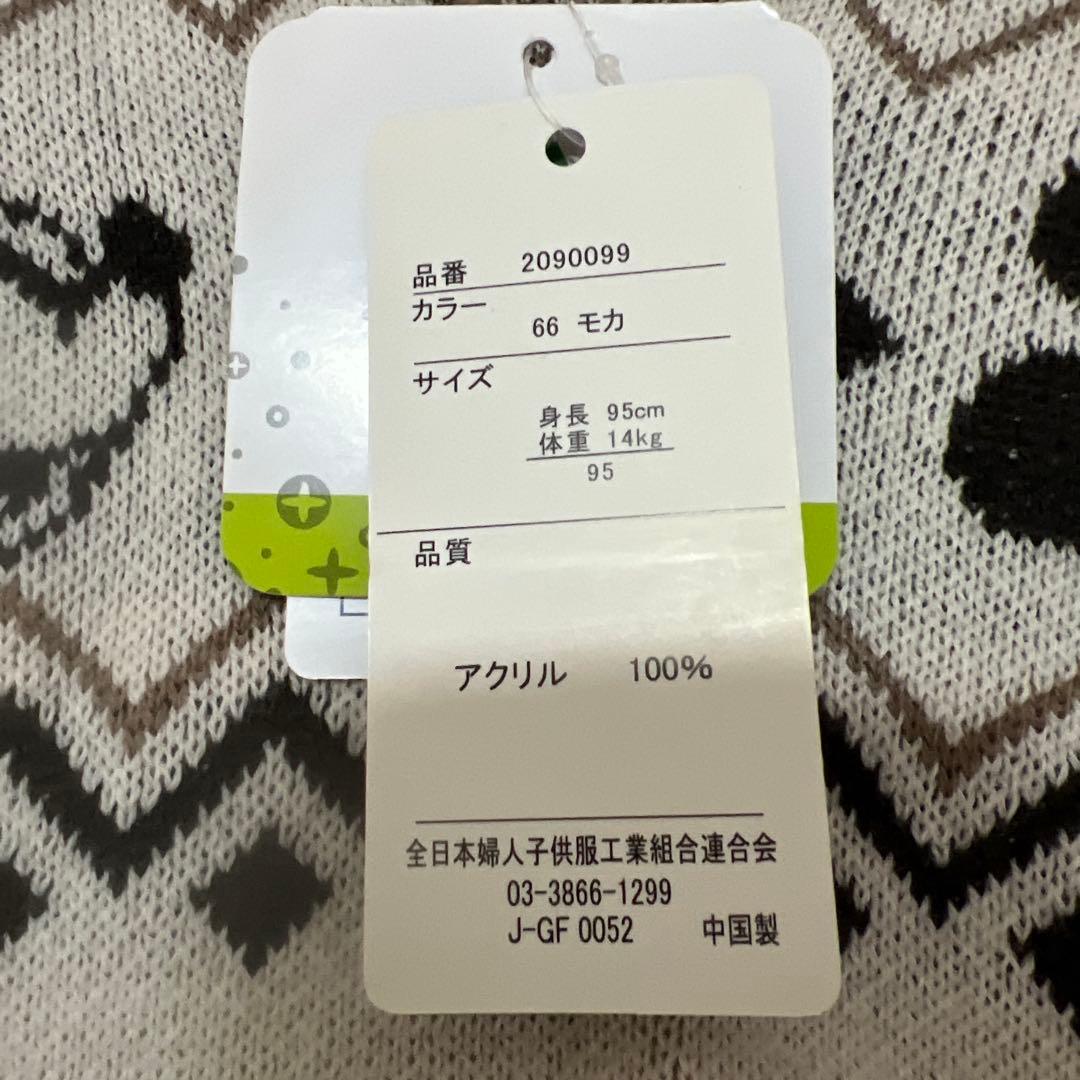 品番 2090099
カラー
66 モカ
サイズ
身長 95cm
体重 14kg
95
品質
アクリル 100%
全日本婦人子供服工業組合連合会
03-3866-1299
J-GF 0052 中国製